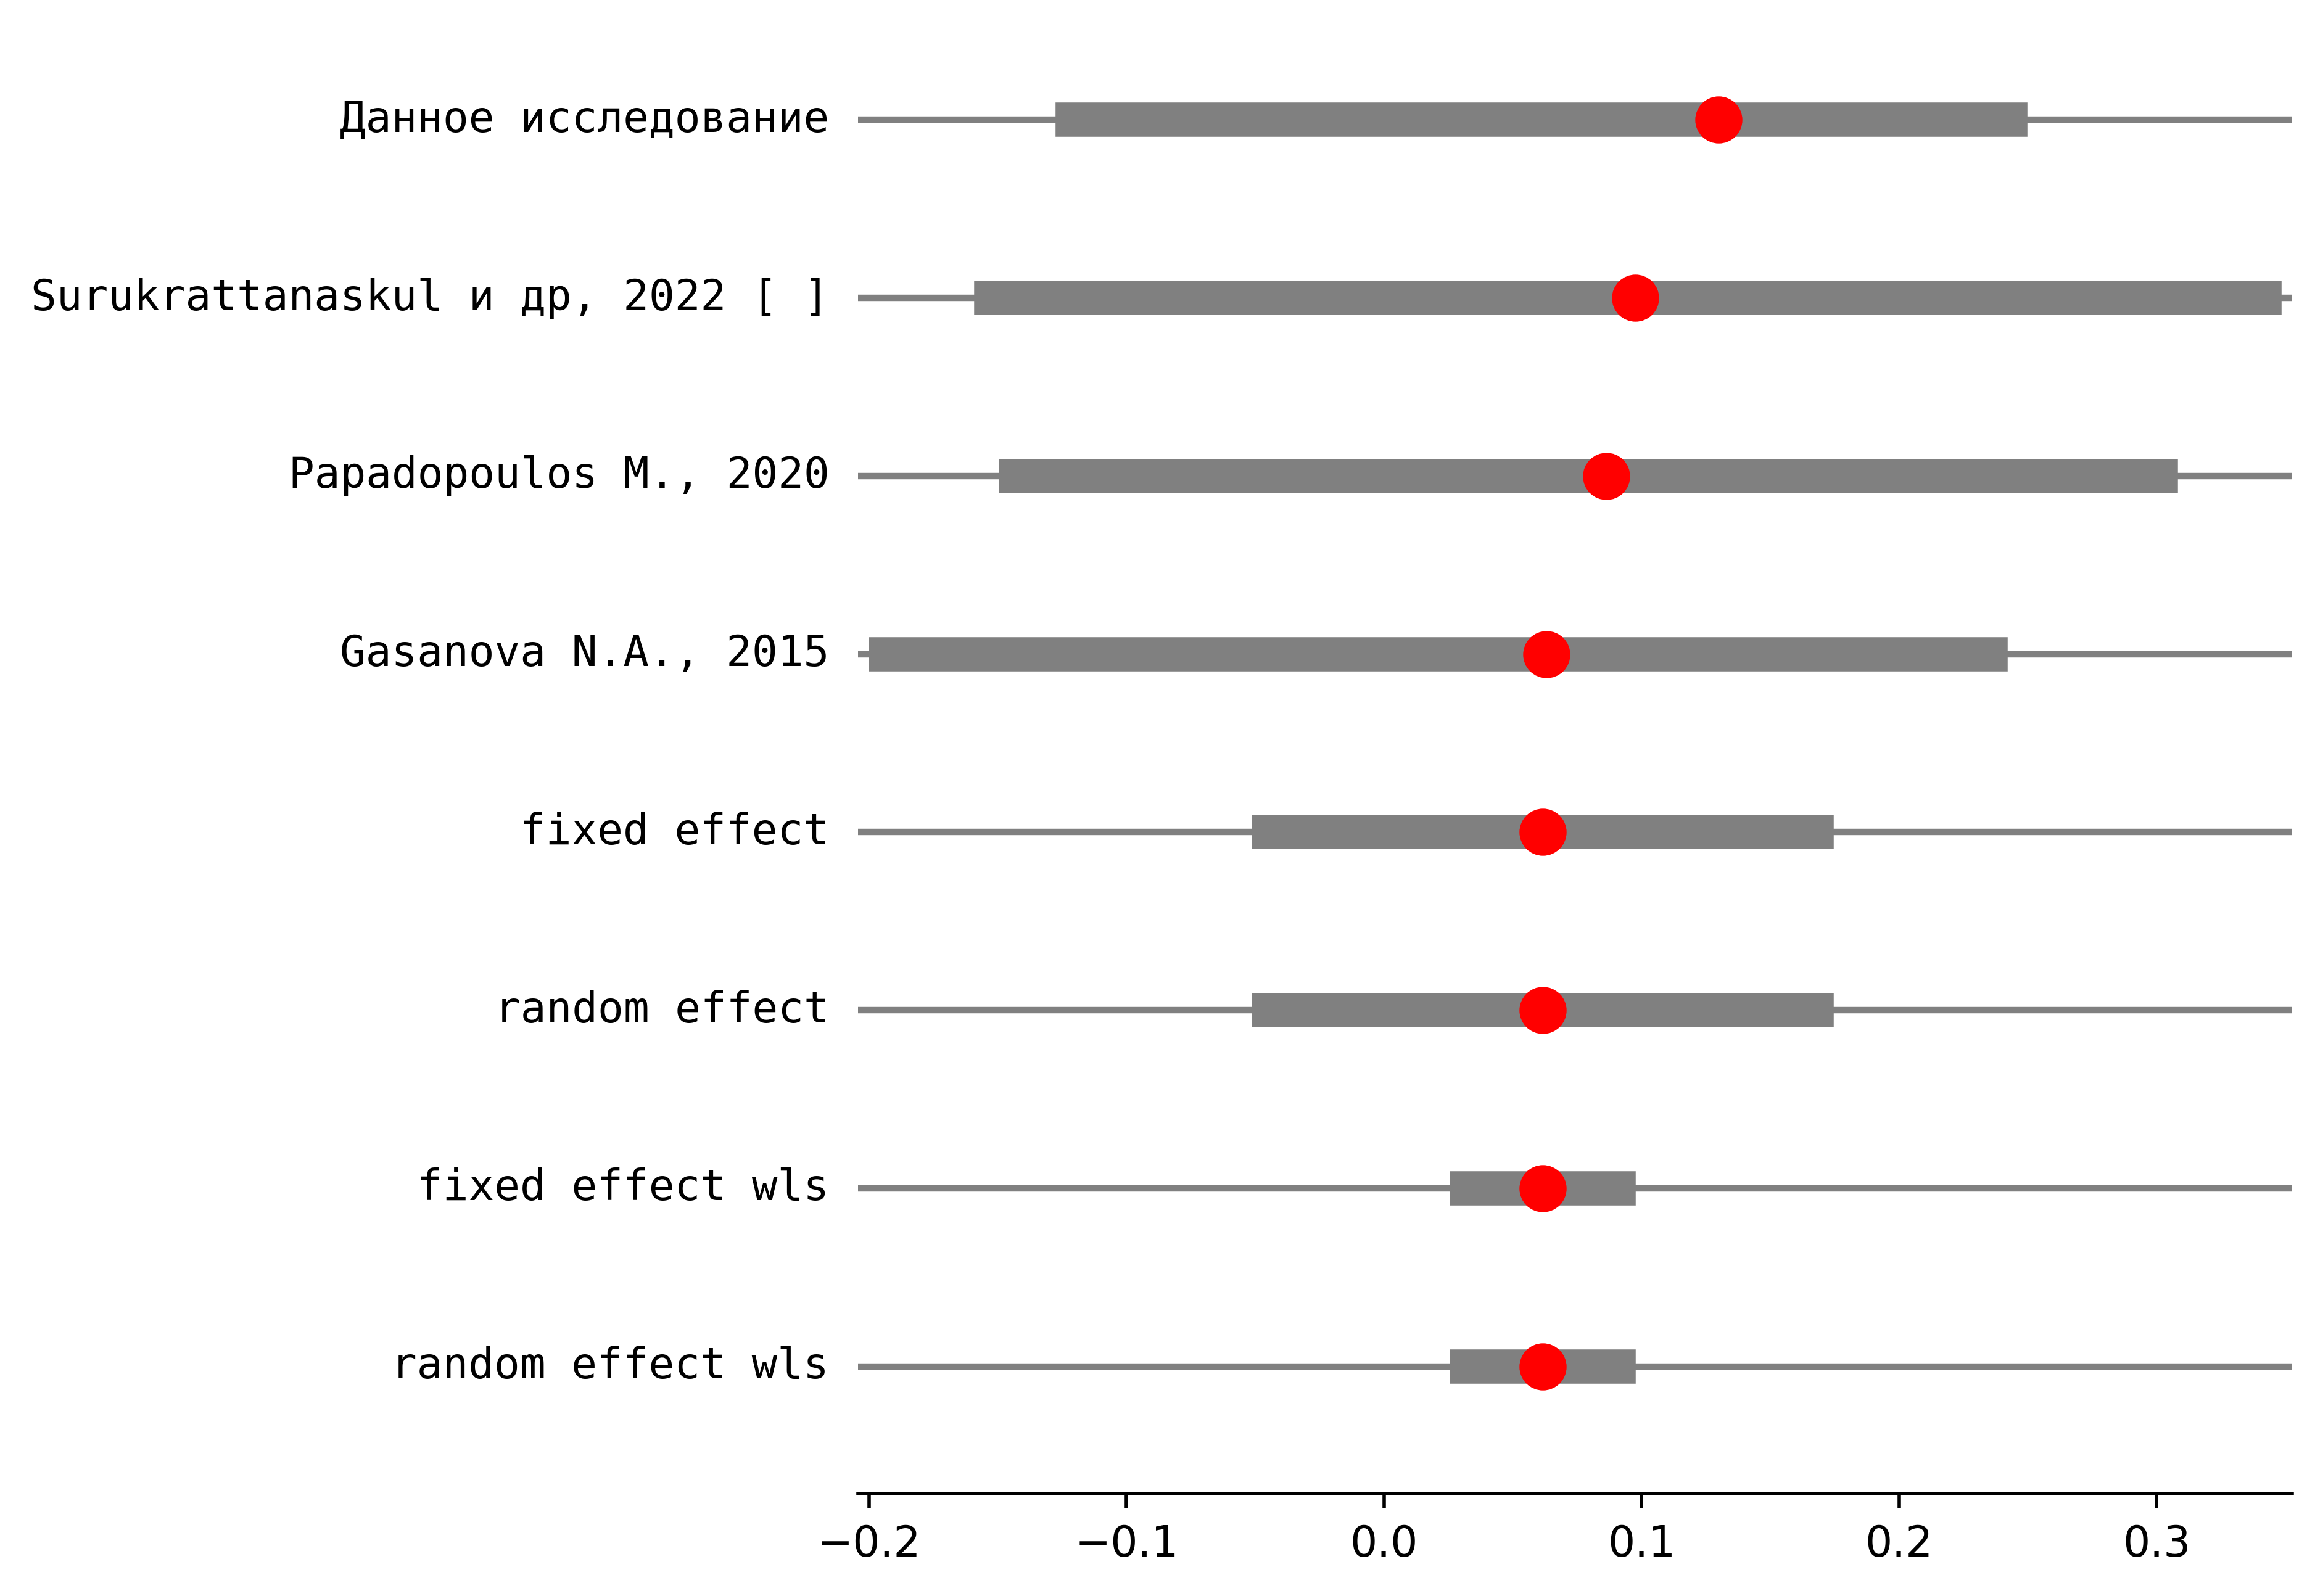 Данное исследование
Surukrattanaskul и др, 2022 [ ]
Papadopoulos M., 2020
Gasanova N.A., 2015
fixed effect
random effect
fixed effect wls
random effect wls
−0.2 −0.1 0.0 0.1 0.2 0.3